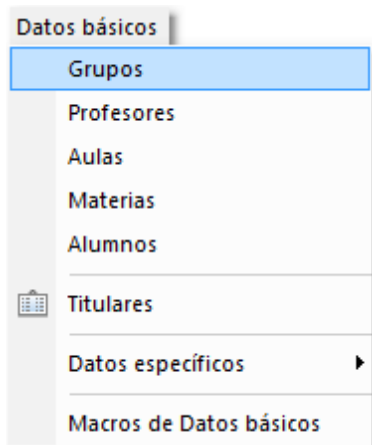 Datos básicos
Grupos
Profesores
Aulas
Materias
Alumnos
Titulares
Datos específicos
Macros de Datos básicos